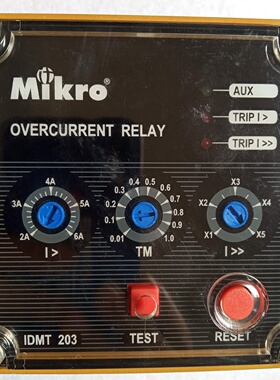 Mikro®
AUX
TRIP I >
OVERCURRENT RELAY
TRIP I >>
2A 3A 4A 5A 6A
I >
0.01 0.1 0.2 0.3 0.4 0.5 0.6 0.7 0.8 0.9 1.0
TM
X1 X2 X3 X4 X5
I >>
IDMT 203
TEST
RESET